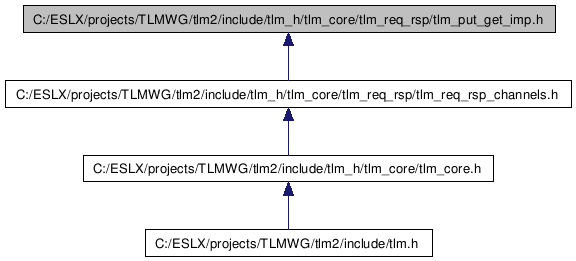 C:/ESLX/projects/TLMWG/tlm2/include/tlm_h/tlm_core/tlm_req_rsp/tlm_put_get_imp.h
C:/ESLX/projects/TLMWG/tlm2/include/tlm_h/tlm_core/tlm_req_rsp/tlm_req_rsp_channels.h
C:/ESLX/projects/TLMWG/tlm2/include/tlm_h/tlm_core/tlm_core.h
C:/ESLX/projects/TLMWG/tlm2/include/tlm.h